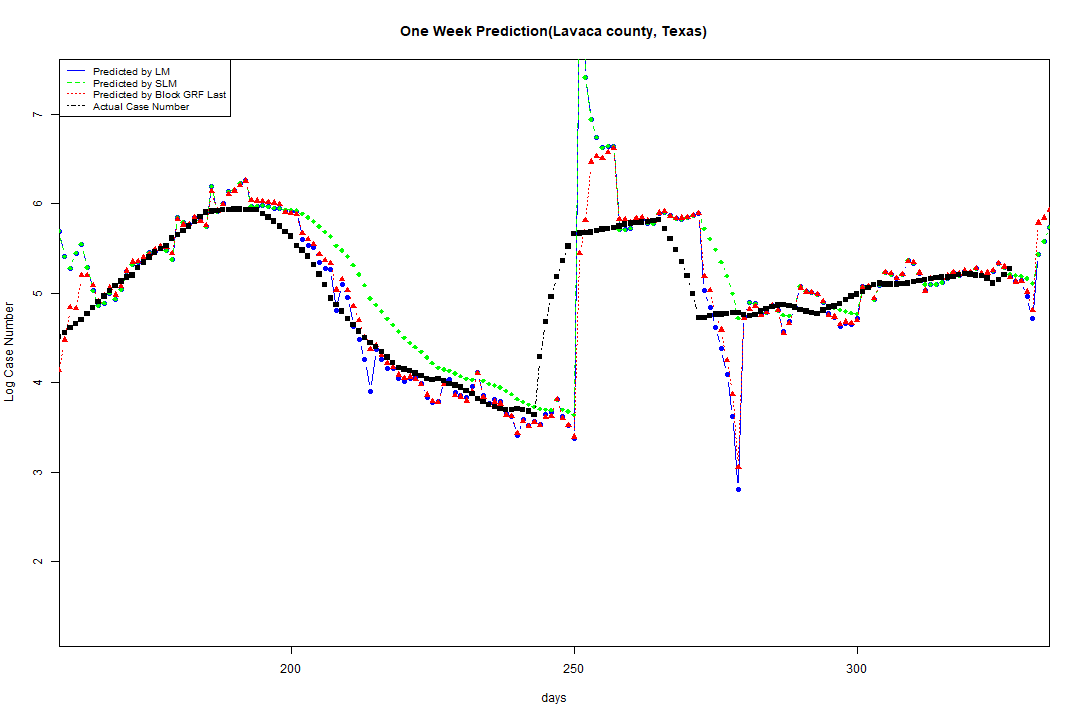 One Week Prediction(Lavaca county, Texas)
Predicted by LM
Predicted by SLM
Predicted by Block GRF Last
Actual Case Number
Log Case Number
7
6
5
4
3
2
200
250
300
days